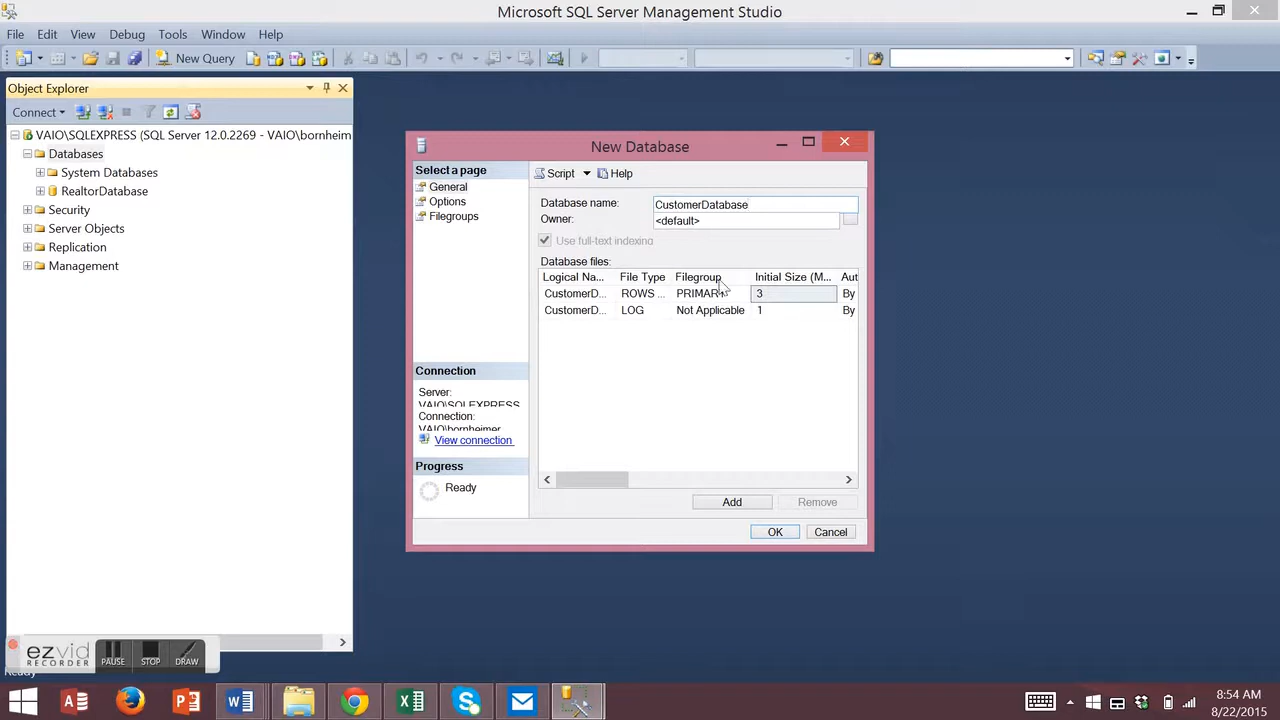 Microsoft SQL Server Management Studio
File Edit View Debug Tools Window Help
New Query
Object Explorer
Connect
VAIO\SQLEXPRESS (SQL Server 12.0.2269 - VAIO\bornheim
Databases
System Databases
RealtorDatabase
Security
Server Objects
Replication
Management
New Database
Select a page
General
Options
Filegroups
Script Help
Database name: CustomerDatabase
Owner: <default>
Use full-text indexing
Database files:
Logical Na... File Type Filegroup Initial Size (M... Aut
CustomerD... ROWS ... PRIMARY 3 By
CustomerD... LOG Not Applicable 1 By
Connection
Server:
VAIO\SQLEXPRESS
Connection:
VAIO\bornheimer
View connection
Progress
Ready
Add Remove
OK Cancel
ezvid
RECORDER
PAUSE STOP DRAW
Ready
8:54 AM
8/22/2015